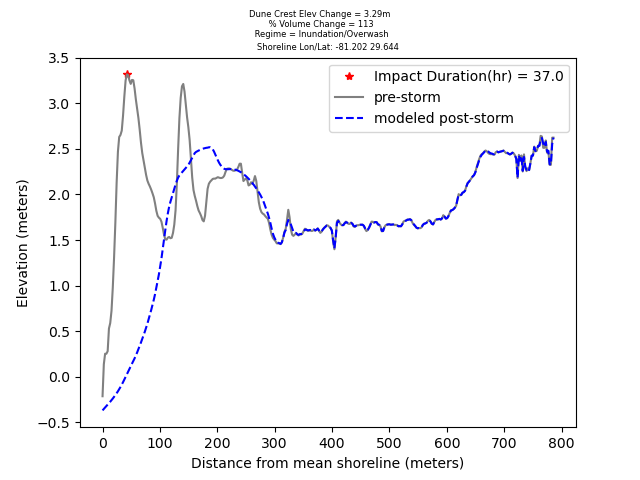 Dune Crest Elev Change = 3.29m
% Volume Change = 113
Regime = Inundation/Overwash
Shoreline Lon/Lat: -81.202 29.644
Impact Duration(hr) = 37.0
pre-storm
modeled post-storm
Elevation (meters)
3.5
3.0
2.5
2.0
1.5
1.0
0.5
0.0
−0.5
0 100 200 300 400 500 600 700 800
Distance from mean shoreline (meters)